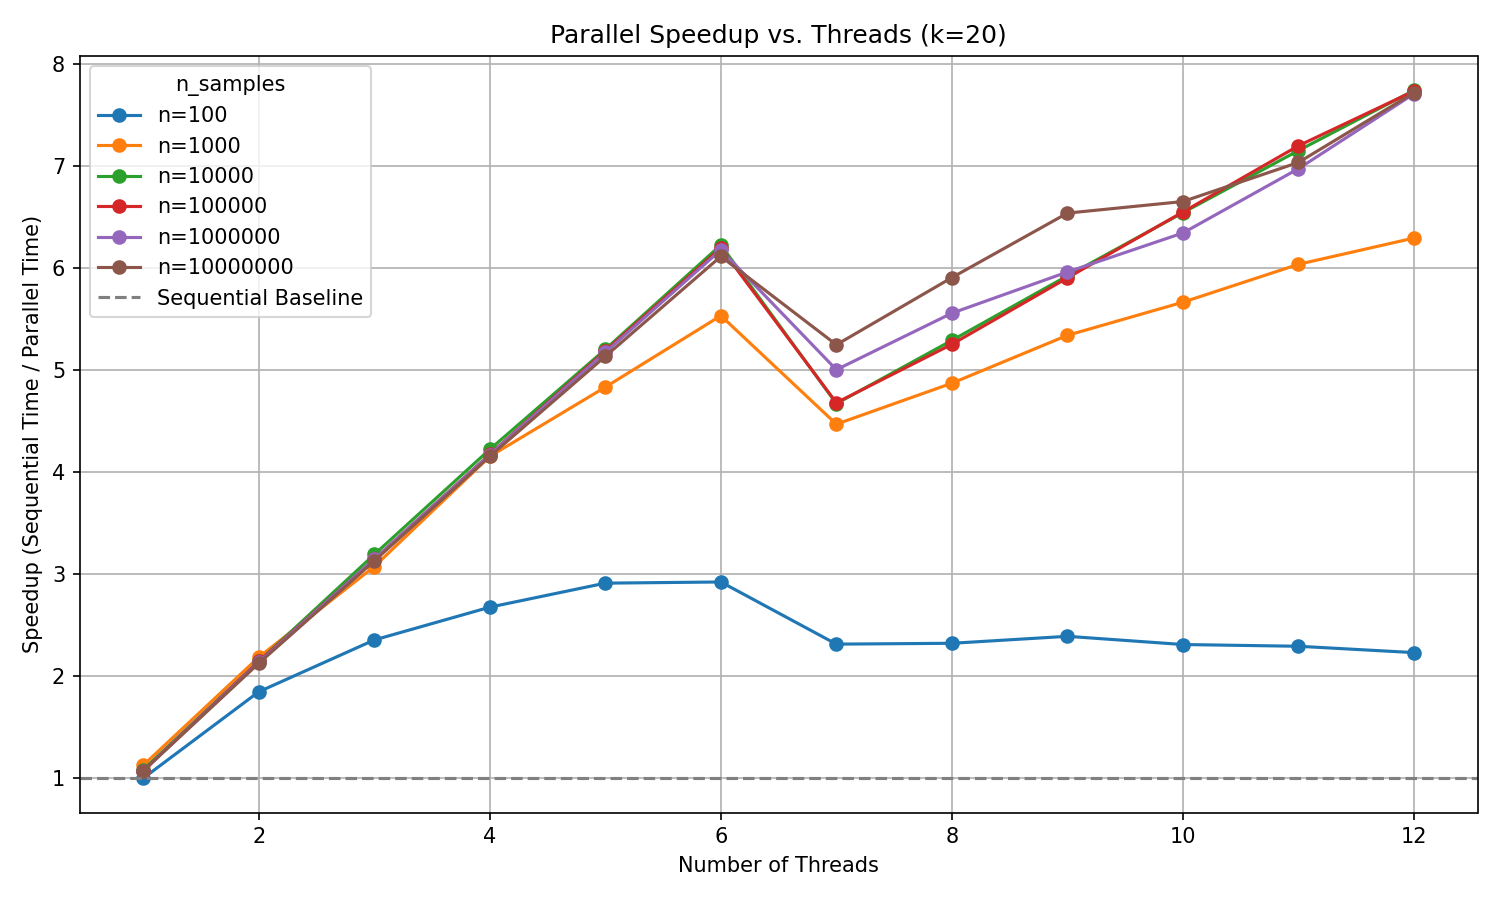 Parallel Speedup vs. Threads (k=20)
n_samples
n=100
n=1000
n=10000
n=100000
n=1000000
n=10000000
Sequential Baseline
Speedup (Sequential Time / Parallel Time)
8
7
6
5
4
3
2
1
2
4
6
8
10
12
Number of Threads